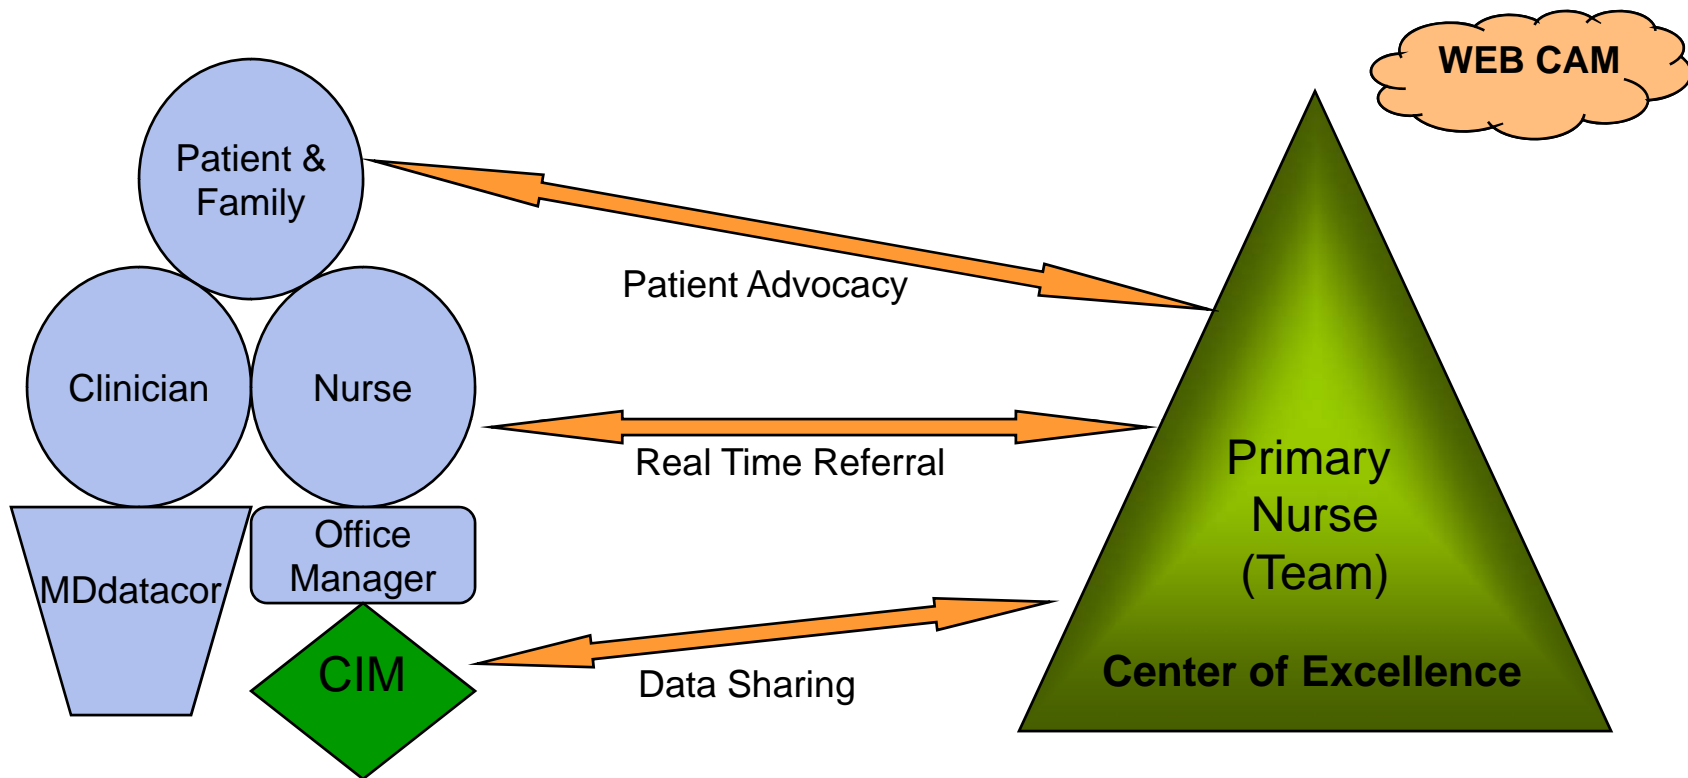 WEB CAM
Patient &
Family
Patient Advocacy
Clinician
Nurse
Real Time Referral
Primary
Nurse
(Team)
Office
Manager
MDdatacor
CIM
Data Sharing
Center of Excellence